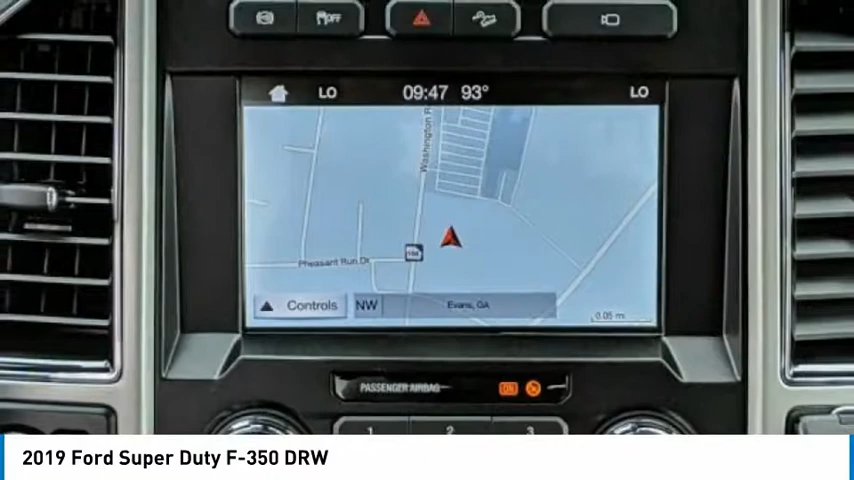 OFF
LO 09:47 93° LO
Washington R
Pheasant Run Dr
Controls NW Evans, GA
0.05 mi
PASSENGER AIRBAG ON
1 2 3
2019 Ford Super Duty F-350 DRW